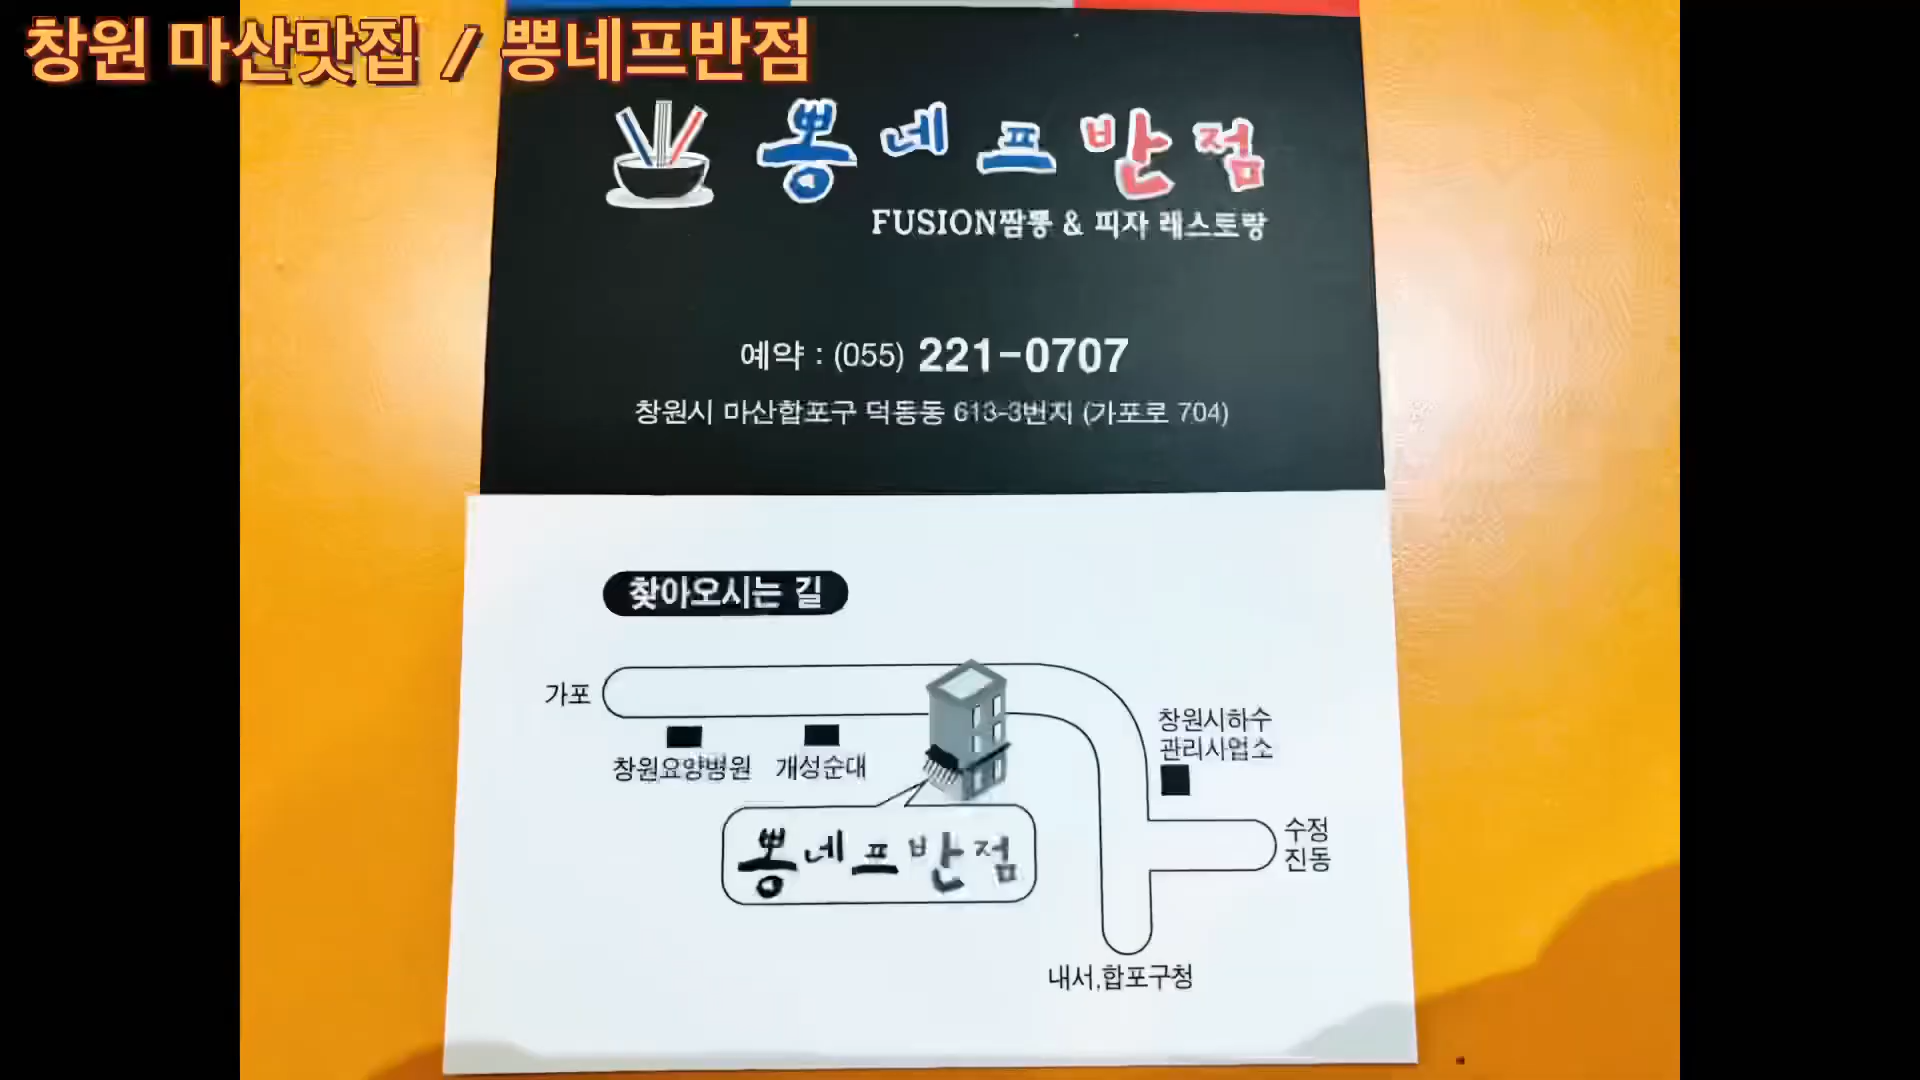 창원 마산맛집 / 뽕네프반점
뽕네프반점
FUSION짬뽕 & 피자 레스토랑
예약 : (055) 221-0707
창원시 마산합포구 덕동동 613-3번지 (가포로 704)
찾아오시는 길
가포
창원요양병원
개성순대
창원시하수
관리사업소
뽕네프반점
수정
진동
내서,합포구청